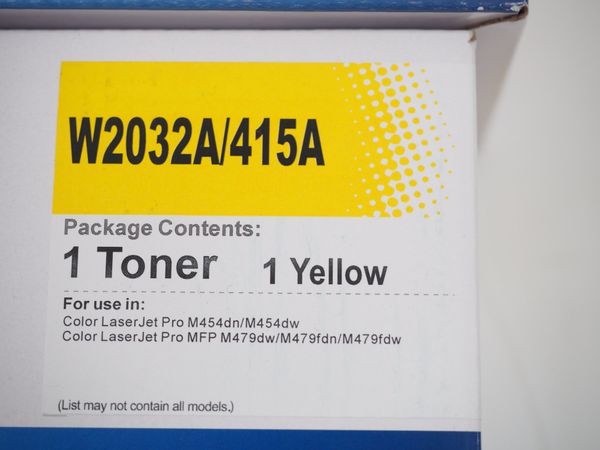 W2032A/415A
Package Contents:
1 Toner 1 Yellow
For use in:
Color LaserJet Pro M454dn/M454dw
Color LaserJet Pro MFP M479dw/M479fdn/M479fdw
(List may not contain all models.)